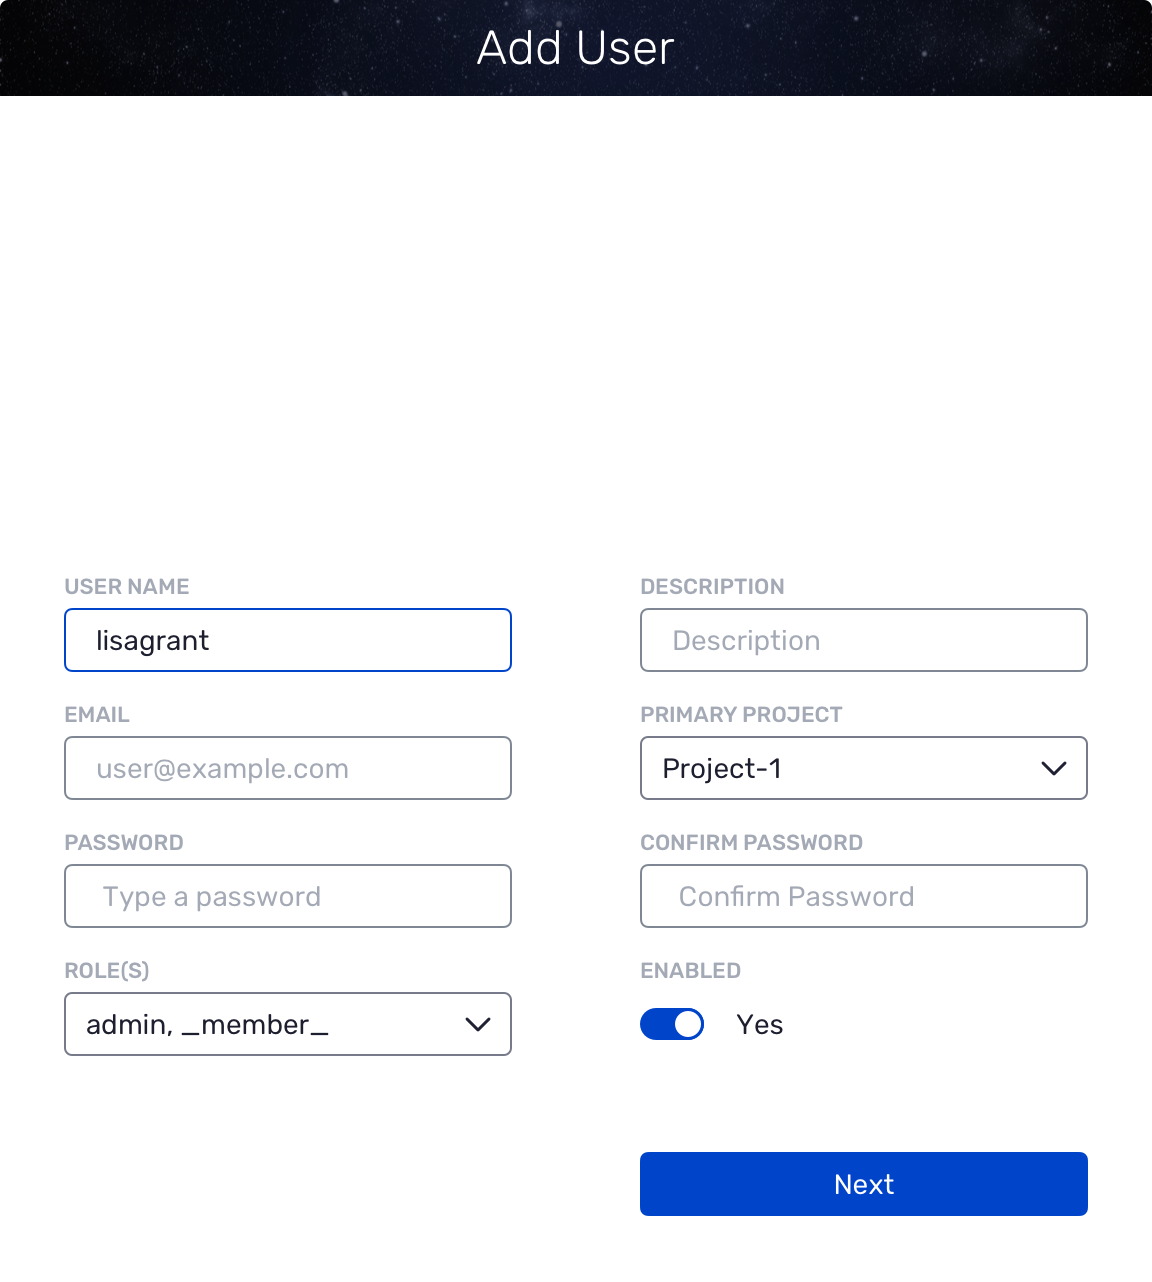 Add User
USER NAME
lisagrant
DESCRIPTION
Description
EMAIL
user@example.com
PRIMARY PROJECT
Project-1
PASSWORD
Type a password
CONFIRM PASSWORD
Confirm Password
ROLE(S)
admin, _member_
ENABLED
Yes
Next